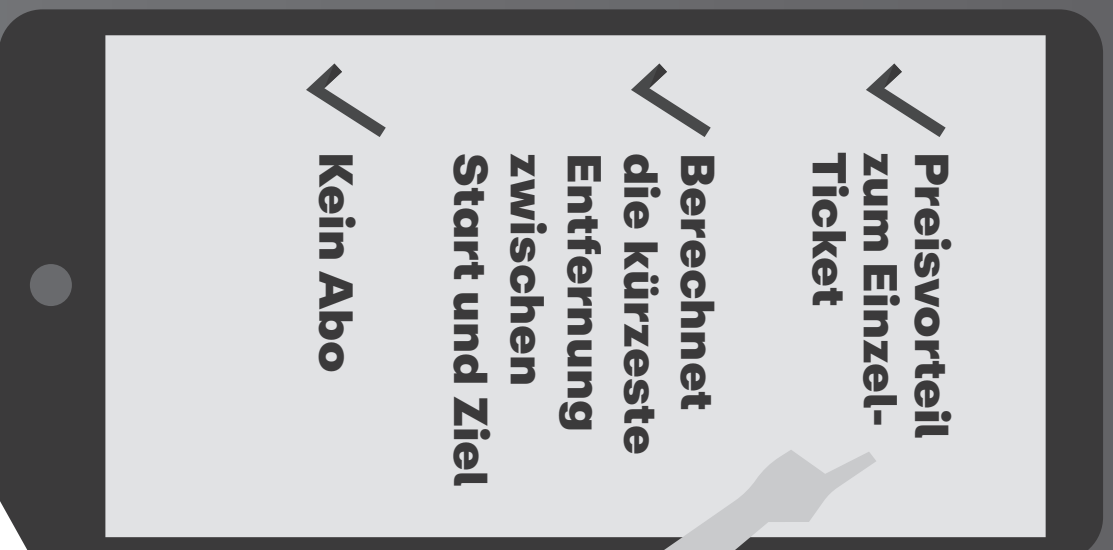 Preisvorteil
zum Einzel-
Ticket
Berechnet
die kürzeste
Entfernung
zwischen
Start und Ziel
Kein Abo